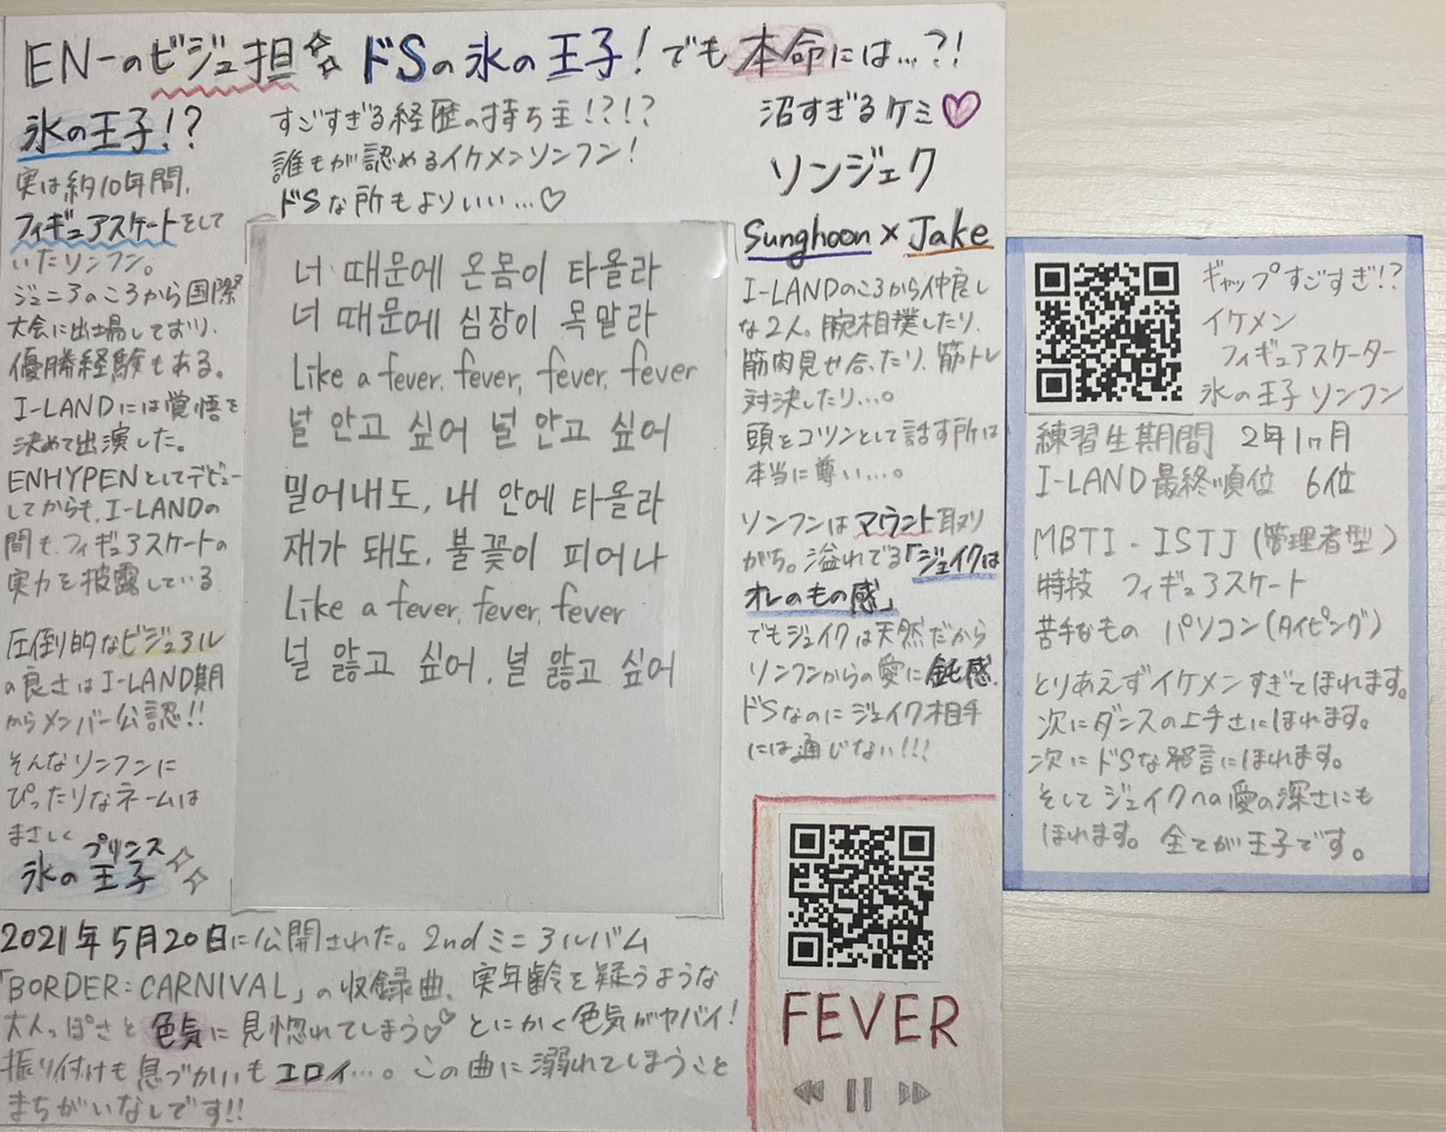 EN-のビジュ担 ドSの氷の王子!でも本命には…?!
氷の王子!?
実は約10年間、
フィギュアスケートをして
いたソンフン。
ジュニアのころから国際
大会に出場しており、
優勝経験もある。
I-LANDには覚悟を
決めて出演した。
ENHYPENとしてデビュー
してからも、I-LANDの
間も、フィギュアスケートの
実力を披露している
圧倒的なビジュアル
の良さはI-LAND期
からメンバー公認!!
そんなソンフンに
ぴったりなネームは
まさしく
プリンス
氷の王子
すごすぎる経歴の持ち主!?!?
誰もが認めるイケメンソンフン!
ドSな所もよりいい…♡
너 때문에 온몸이 타올라
너 때문에 심장이 목말라
Like a fever, fever, fever, fever
널 안고 싶어 널 안고 싶어
밀어내도, 내 안에 타올라
재가 돼도, 불꽃이 피어나
Like a fever, fever, fever
널 앓고 싶어, 널 앓고 싶어
沼すぎるケミ♡
ソンジェク
Sunghoon × Jake
I-LANDのころから仲良し
な2人。腕相撲したり、
筋肉見せ合ったり、筋トレ
対決したり…。
頭をコツンとして話す所は
本当に尊い…。
ソンフンはマウント取り
がち。溢れでる「ジェイクは
オレのもの感」
でもジェイクは天然だから
ソンフンからの愛に鈍感。
ドSなのにジェイク相手
には通じない!!!
2021年5月20日に公開された。2ndミニアルバム
「BORDER:CARNIVAL」の収録曲、実年齢を疑うような
大人っぽさと色気に見惚れてしまう♡♡とにかく色気がヤバイ!
振り付けも息づかいもエロイ…。この曲に溺れてしまうこと
まちがいなしです!!
FEVER
ギャップすごすぎ!?
イケメン
フィギュアスケーター
氷の王子 ソンフン
練習生期間 2年1ヶ月
I-LAND最終順位 6位
MBTI - ISTJ(管理者型)
特技 フィギュアスケート
苦手なもの パソコン(タイピング)
とりあえずイケメンすぎてほれます。
次にダンスの上手さにほれます。
次にドSな発言にほれます。
そしてジェイクへの愛の深さにも
ほれます。全てが王子です。